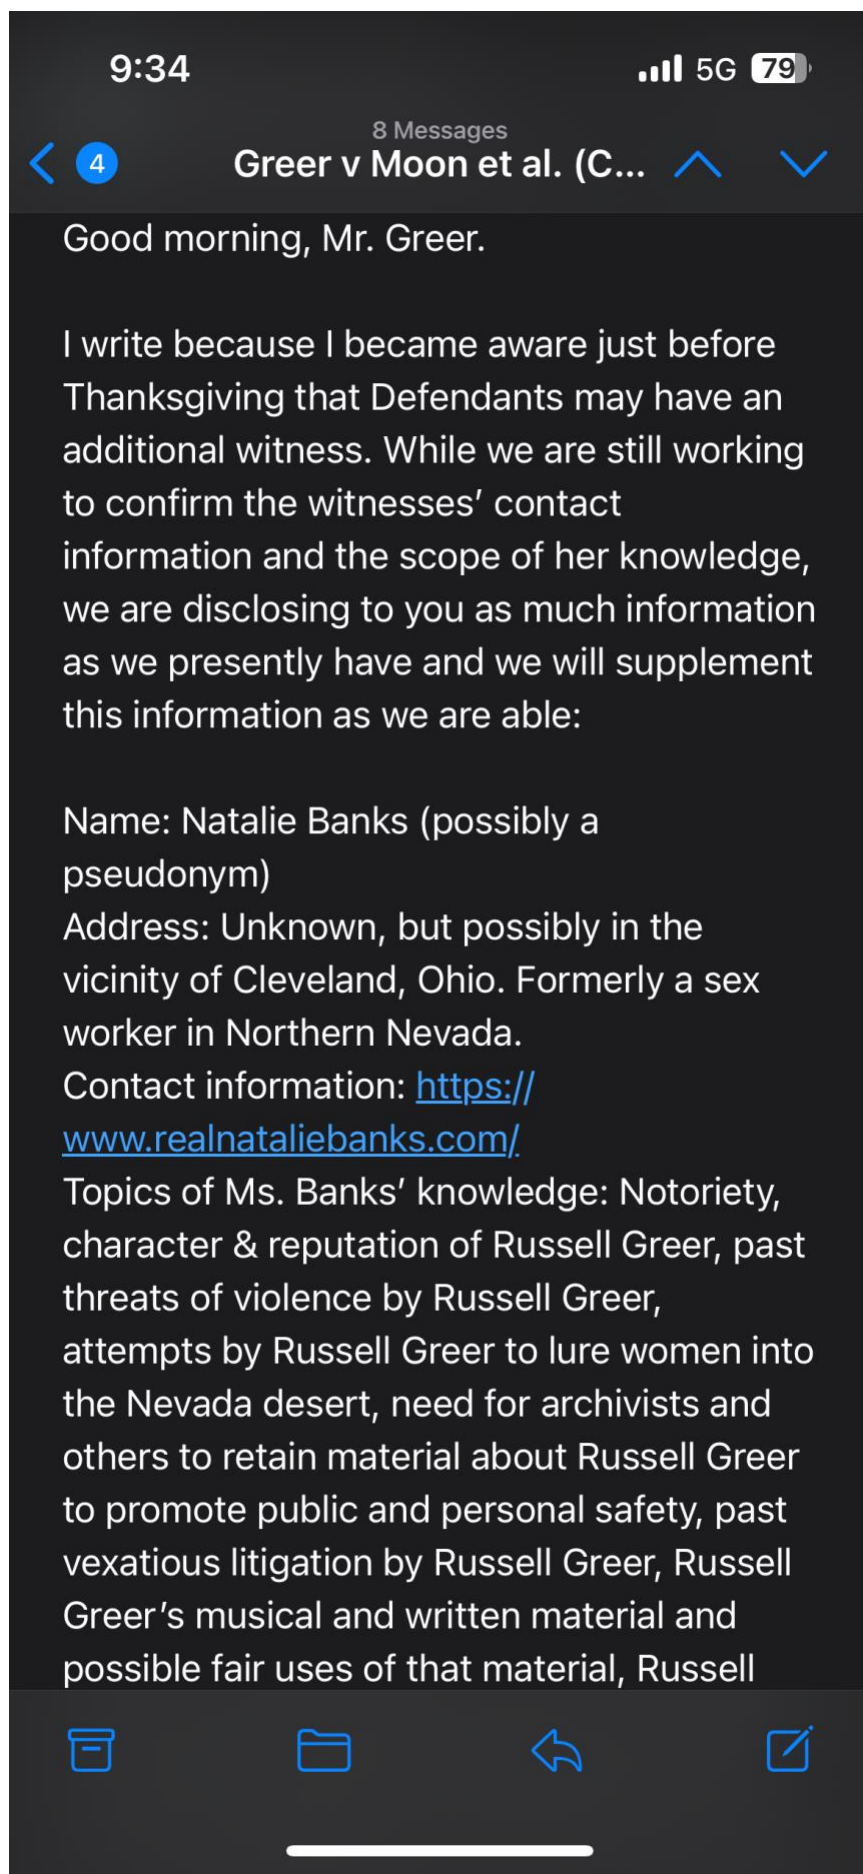 9:34
5G 79
8 Messages
4
Greer v Moon et al. (C...
Good morning, Mr. Greer.
I write because I became aware just before
Thanksgiving that Defendants may have an
additional witness. While we are still working
to confirm the witnesses’ contact
information and the scope of her knowledge,
we are disclosing to you as much information
as we presently have and we will supplement
this information as we are able:
Name: Natalie Banks (possibly a
pseudonym)
Address: Unknown, but possibly in the
vicinity of Cleveland, Ohio. Formerly a sex
worker in Northern Nevada.
Contact information: https://
www.realnataliebanks.com/
Topics of Ms. Banks’ knowledge: Notoriety,
character & reputation of Russell Greer, past
threats of violence by Russell Greer,
attempts by Russell Greer to lure women into
the Nevada desert, need for archivists and
others to retain material about Russell Greer
to promote public and personal safety, past
vexatious litigation by Russell Greer, Russell
Greer’s musical and written material and
possible fair uses of that material, Russell